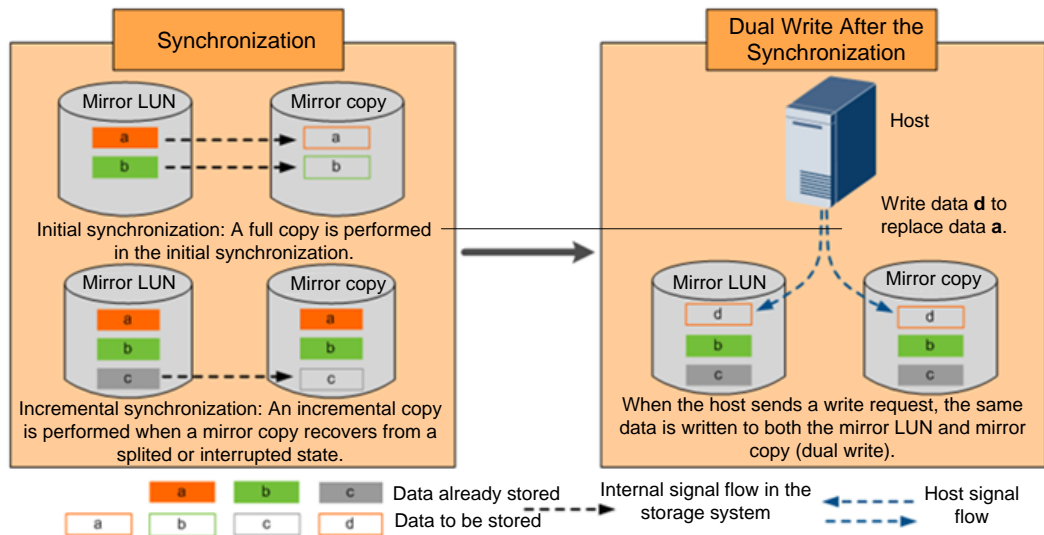 Synchronization
Mirror LUN
Mirror copy
a
a
b
b
Initial synchronization: A full copy is performed
in the initial synchronization.
Mirror LUN
Mirror copy
a
a
b
b
c
c
Incremental synchronization: An incremental copy
is performed when a mirror copy recovers from a
splited or interrupted state.
Dual Write After the
Synchronization
Host
Write data d to
replace data a.
Mirror LUN
Mirror copy
d
d
b
b
c
c
When the host sends a write request, the same
data is written to both the mirror LUN and mirror
copy (dual write).
a
b
c
Data already stored
a
b
c
d
Data to be stored
Internal signal flow in the
storage system
Host signal
flow